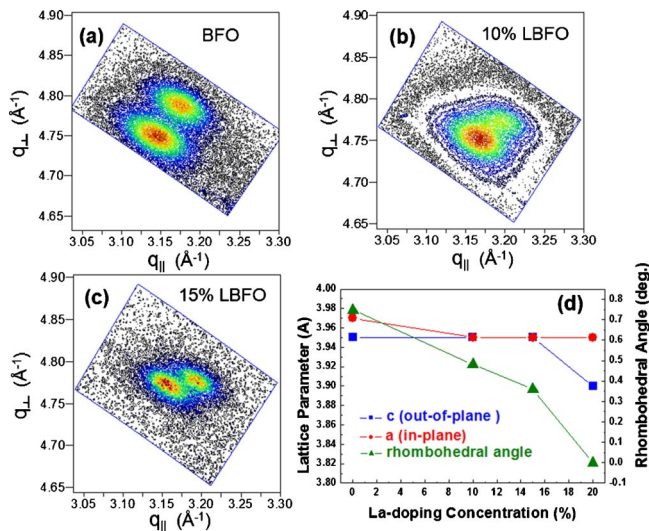 (a) BFO
4.90
4.85
4.80
4.75
4.70
4.65
q⊥ (Å-1)
3.05 3.10 3.15 3.20 3.25 3.30
q|| (Å-1)
(b) 10% LBFO
4.90
4.85
4.80
4.75
4.70
4.65
q⊥ (Å-1)
3.05 3.10 3.15 3.20 3.25 3.30
q|| (Å-1)
(c) 15% LBFO
4.90
4.85
4.80
4.75
4.70
4.65
q⊥ (Å-1)
3.05 3.10 3.15 3.20 3.25 3.30
q|| (Å-1)
(d)
4.00
3.98
3.96
3.94
3.92
3.90
3.88
3.86
3.84
3.82
3.80
Lattice Parameter (A)
0.8
0.7
0.6
0.5
0.4
0.3
0.2
0.1
0.0
-0.1
Rhombohedral Angle (deg.)
c (out-of-plane )
a (in-plane)
rhombohedral angle
0 2 4 6 8 10 12 14 16 18 20
La-doping Concentration (%)